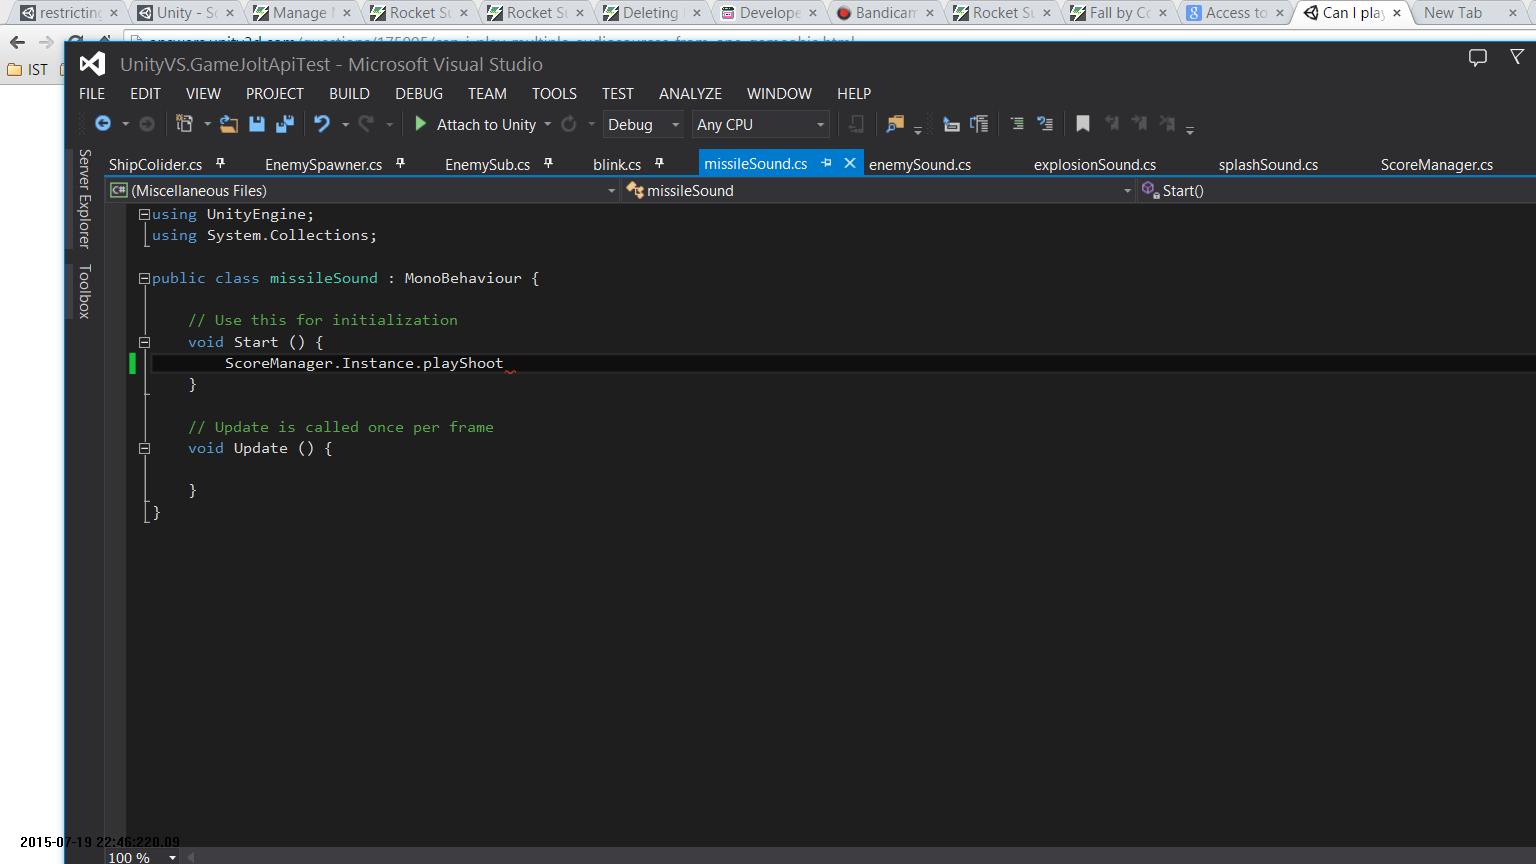 restricting Unity - Sc Manage Rocket Su Rocket Su Deleting Develope Bandicam Rocket Su Fall by Co Access to Can I play New Tab
IST
UnityVS.GameJoltApiTest - Microsoft Visual Studio
FILE EDIT VIEW PROJECT BUILD DEBUG TEAM TOOLS TEST ANALYZE WINDOW HELP
Attach to Unity Debug Any CPU
ShipColider.cs EnemySpawner.cs EnemySub.cs blink.cs missileSound.cs enemySound.cs explosionSound.cs splashSound.cs ScoreManager.cs
(Miscellaneous Files) missileSound Start()
Server Explorer
Toolbox
using UnityEngine;
using System.Collections;
public class missileSound : MonoBehaviour {
// Use this for initialization
void Start () {
ScoreManager.Instance.playShoot
}
// Update is called once per frame
void Update () {
}
}
2015-07-19 22:46:220.09
100 %